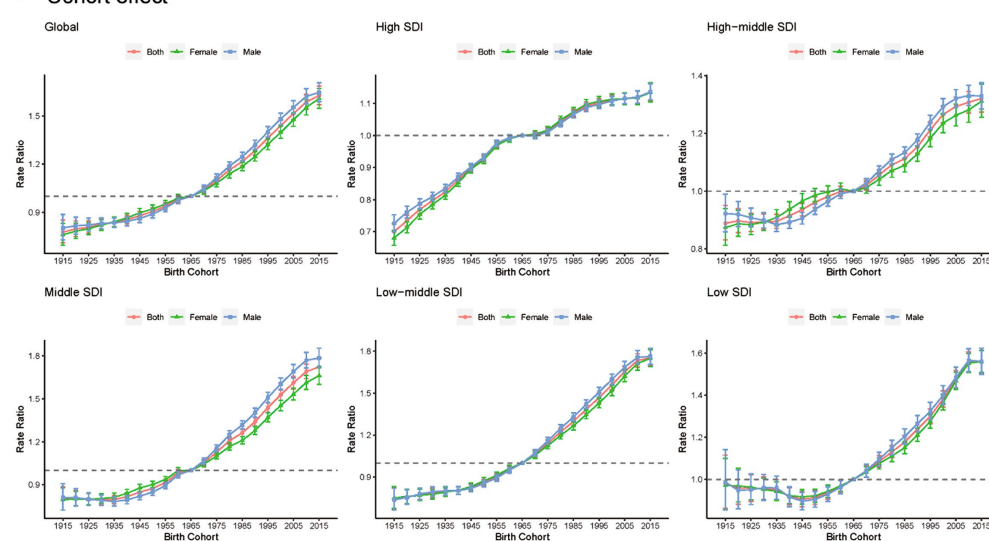 Cohort effect
Global
High SDI
High−middle SDI
Both Female Male
Both Female Male
Both Female Male
Rate Ratio
1.5
1.2
0.9
1915 1925 1935 1945 1955 1965 1975 1985 1995 2005 2015
Birth Cohort
Rate Ratio
1.1
1.0
0.9
0.8
0.7
1915 1925 1935 1945 1955 1965 1975 1985 1995 2005 2015
Birth Cohort
Rate Ratio
1.4
1.2
1.0
0.8
1915 1925 1935 1945 1955 1965 1975 1985 1995 2005 2015
Birth Cohort
Middle SDI
Low−middle SDI
Low SDI
Both Female Male
Both Female Male
Both Female Male
Rate Ratio
1.8
1.5
1.2
0.9
1915 1925 1935 1945 1955 1965 1975 1985 1995 2005 2015
Birth Cohort
Rate Ratio
1.8
1.5
1.2
0.9
1915 1925 1935 1945 1955 1965 1975 1985 1995 2005 2015
Birth Cohort
Rate Ratio
1.6
1.4
1.2
1.0
1915 1925 1935 1945 1955 1965 1975 1985 1995 2005 2015
Birth Cohort